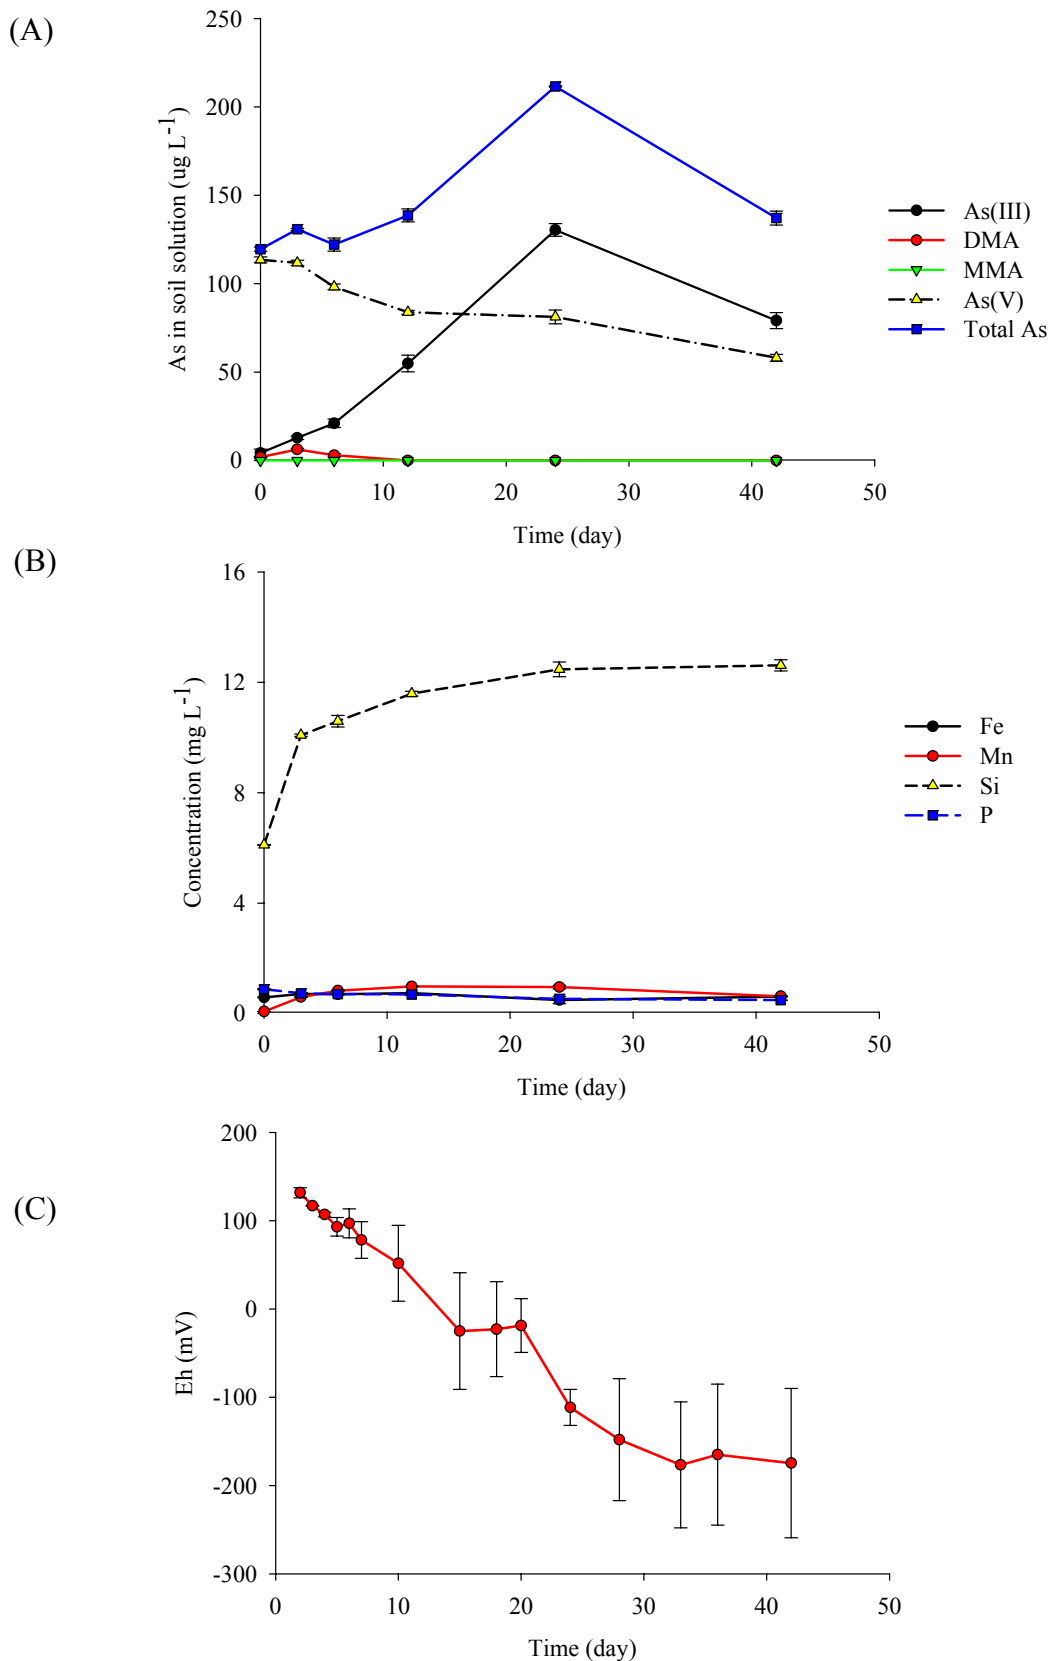 (A)
250
200
150
100
50
0
As in soil solution (ug L-1)
0 10 20 30 40 50
Time (day)
As(III)
DMA
MMA
As(V)
Total As
(B)
16
12
8
4
0
Concentration (mg L-1)
0 10 20 30 40 50
Time (day)
Fe
Mn
Si
P
(C)
200
100
0
-100
-200
-300
Eh (mV)
0 10 20 30 40 50
Time (day)